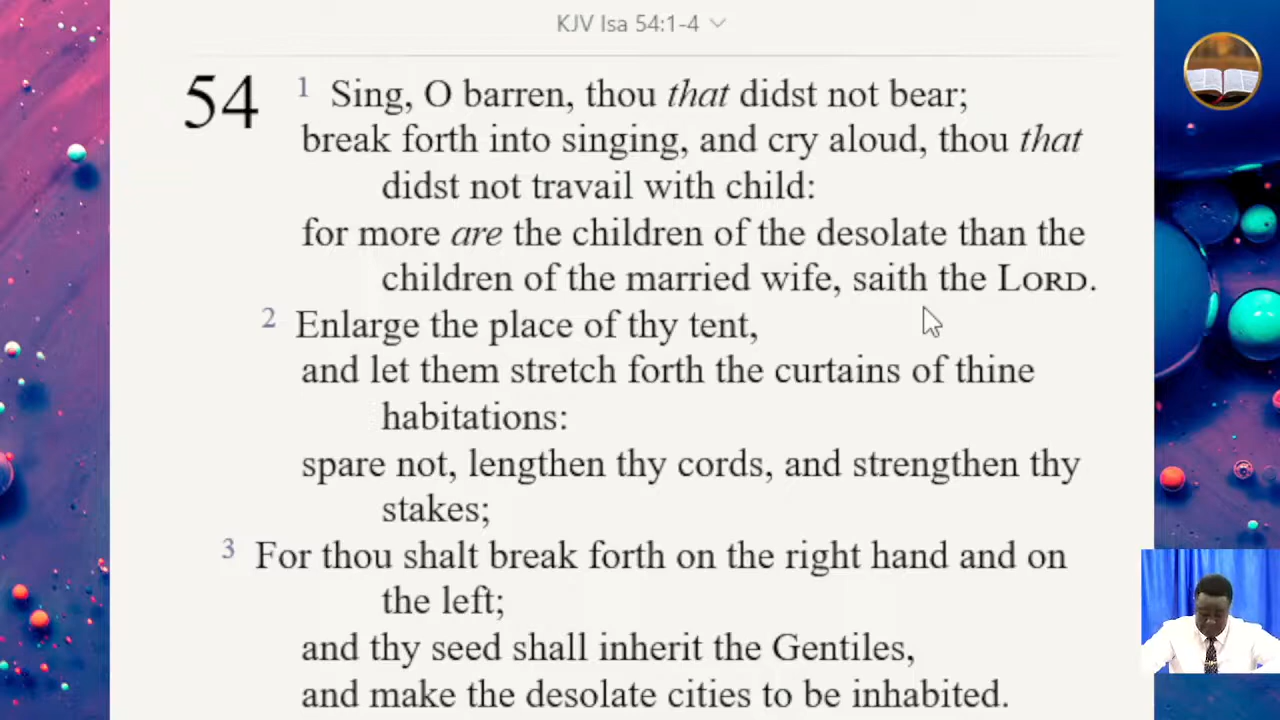 KJV Isa 54:1-4
54 1 Sing, O barren, thou that didst not bear;
break forth into singing, and cry aloud, thou that
didst not travail with child:
for more are the children of the desolate than the
children of the married wife, saith the LORD.
2 Enlarge the place of thy tent,
and let them stretch forth the curtains of thine
habitations:
spare not, lengthen thy cords, and strengthen thy
stakes;
3 For thou shalt break forth on the right hand and on
the left;
and thy seed shall inherit the Gentiles,
and make the desolate cities to be inhabited.